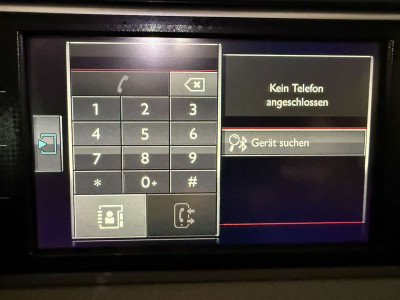 Kein Telefon
angeschlossen
1 2 3
4 5 6
7 8 9
* 0+ #
Gerät suchen